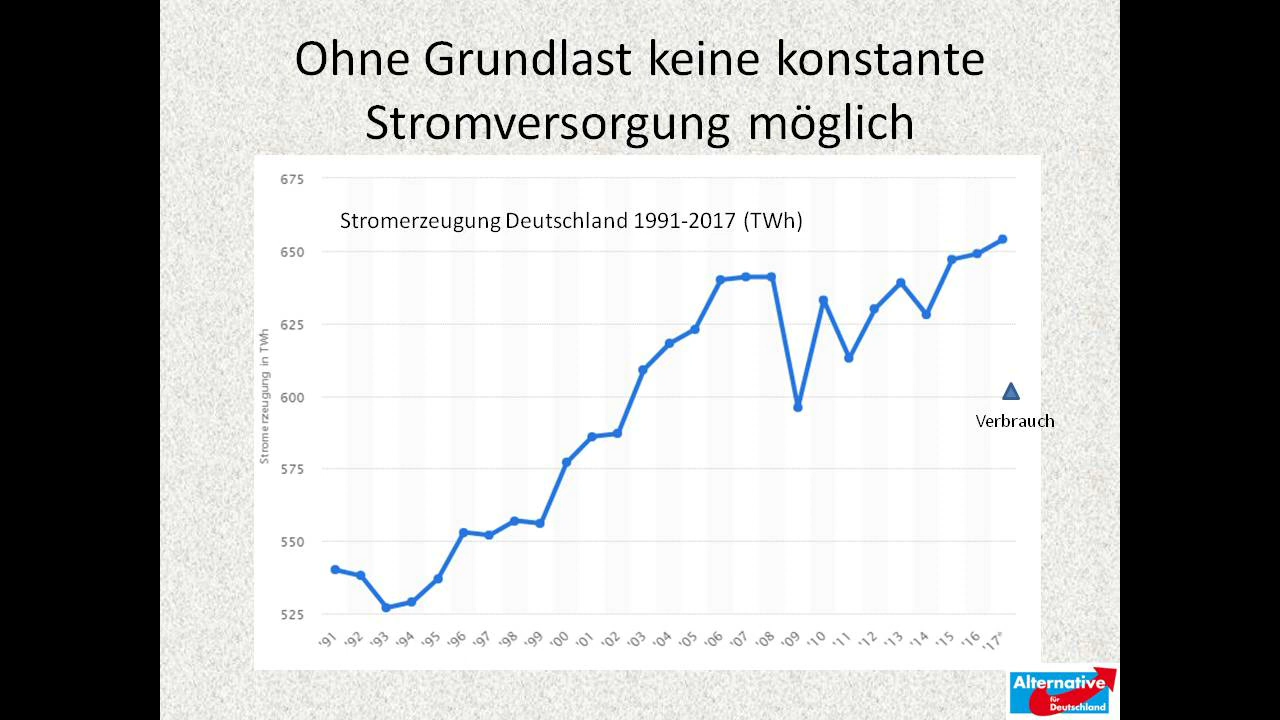 Ohne Grundlast keine konstante
Stromversorgung möglich
675
Stromerzeugung Deutschland 1991-2017 (TWh)
650
625
600
575
550
525
Stromerzeugung in TWh
Verbrauch
'91 '92 '93 '94 '95 '96 '97 '98 '99 '00 '01 '02 '03 '04 '05 '06 '07 '08 '09 '10 '11 '12 '13 '14 '15 '16 '17*
Alternative
für
Deutschland